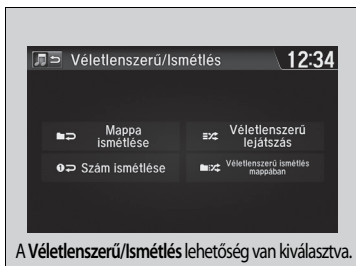 Véletlenszerű/Ismétlés 12:34
Mappa
ismétlése
Véletlenszerű
lejátszás
Szám ismétlése
Véletlenszerű ismétlés
mappában
A Véletlenszerű/Ismétlés lehetőség van kiválasztva.